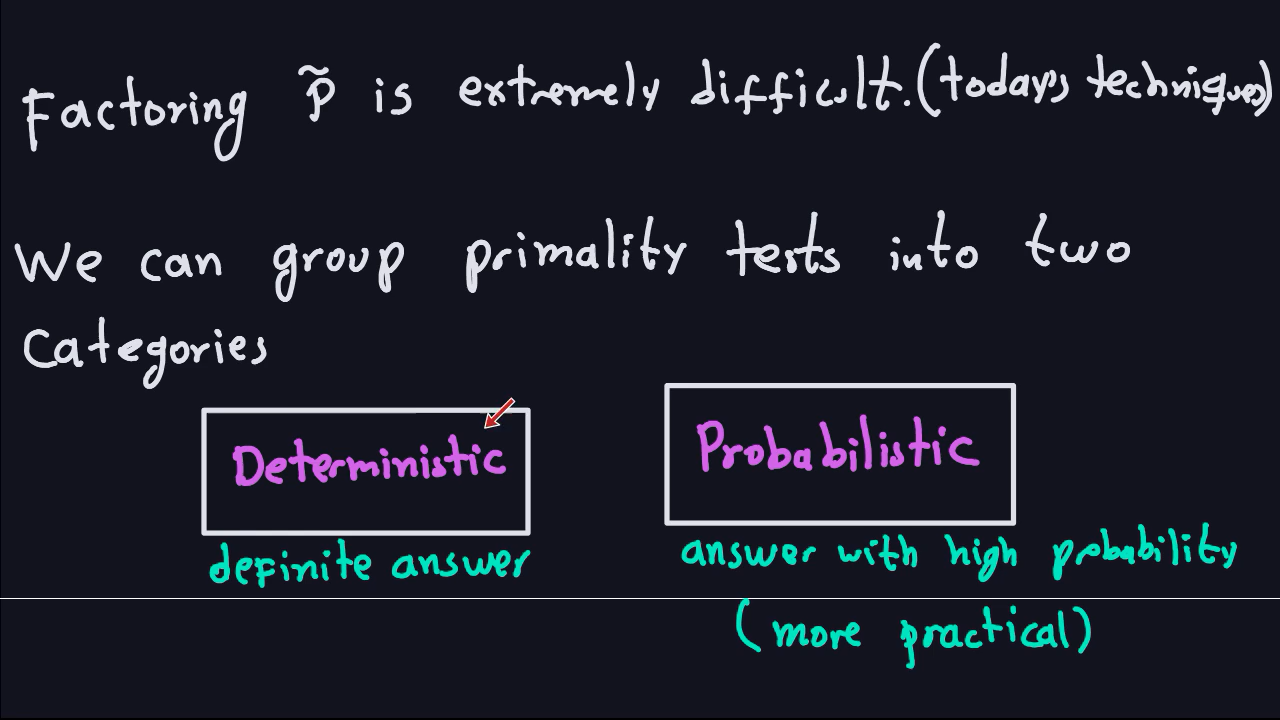 Factoring p̃ is extremely difficult. (today's techniques)
We can group primality tests into two
Categories
Deterministic
Probabilistic
definite answer
answer with high probability
(more practical)